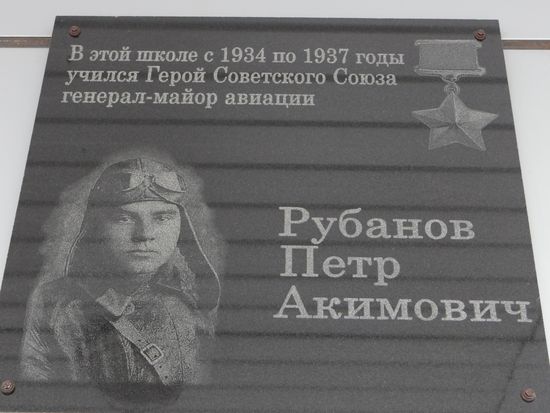 В этой школе с 1934 по 1937 годы
учился Герой Советского Союза
генерал-майор авиации
Рубанов
Петр
Акимович